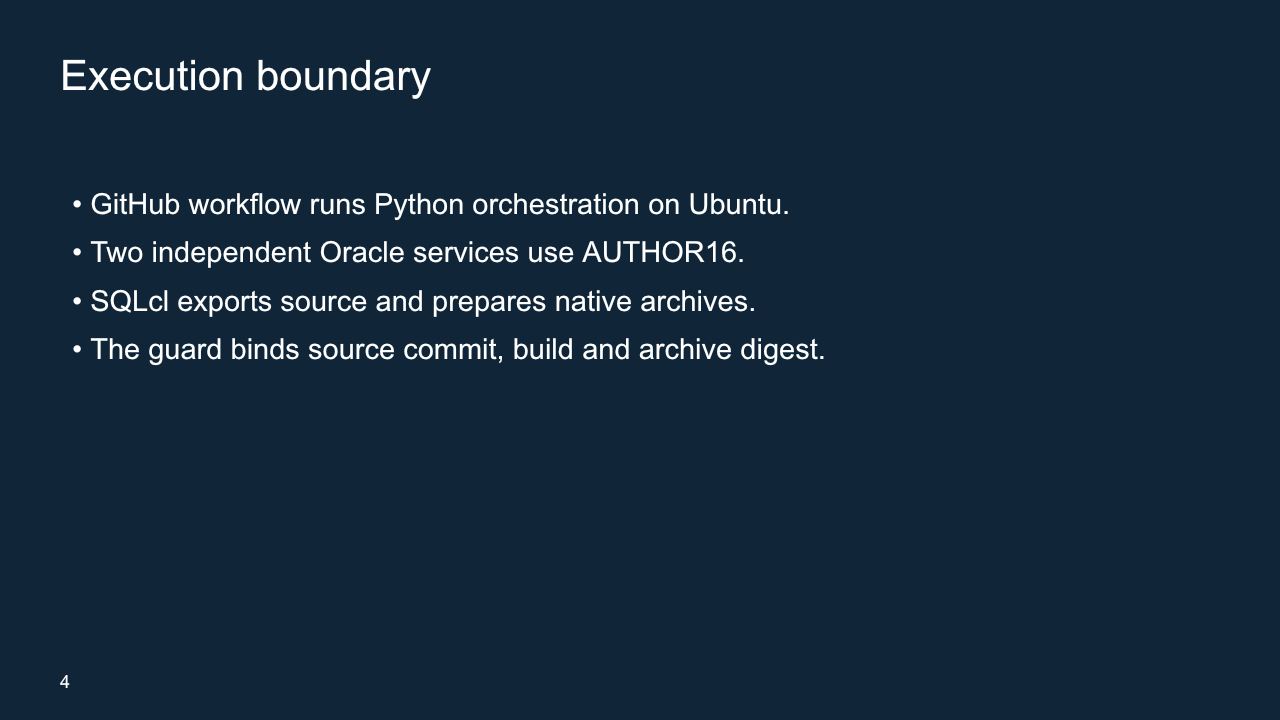 Execution boundary
• GitHub workflow runs Python orchestration on Ubuntu.
• Two independent Oracle services use AUTHOR16.
• SQLcl exports source and prepares native archives.
• The guard binds source commit, build and archive digest.
4